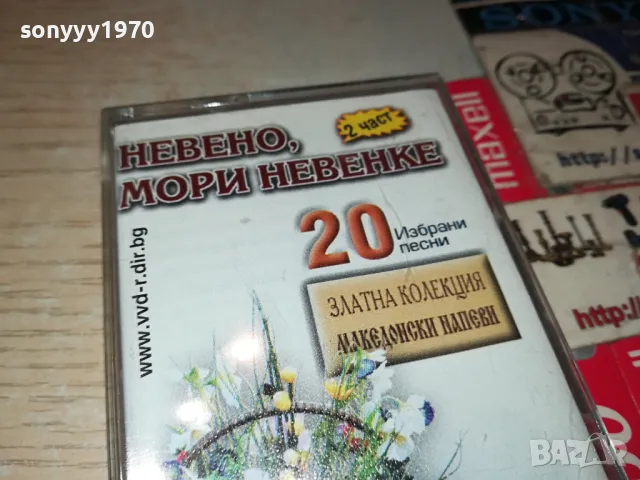 sonyyy1970
НЕВЕНО,
МОРИ НЕВЕНКЕ
2 част
20
Избрани
песни
ЗЛАТНА КОЛЕКЦИЯ
МАКЕДОНСКИ НАПЕВИ
www.vvd-r.dir.bg
SONY
maxell
http://
http:/
BAZAR